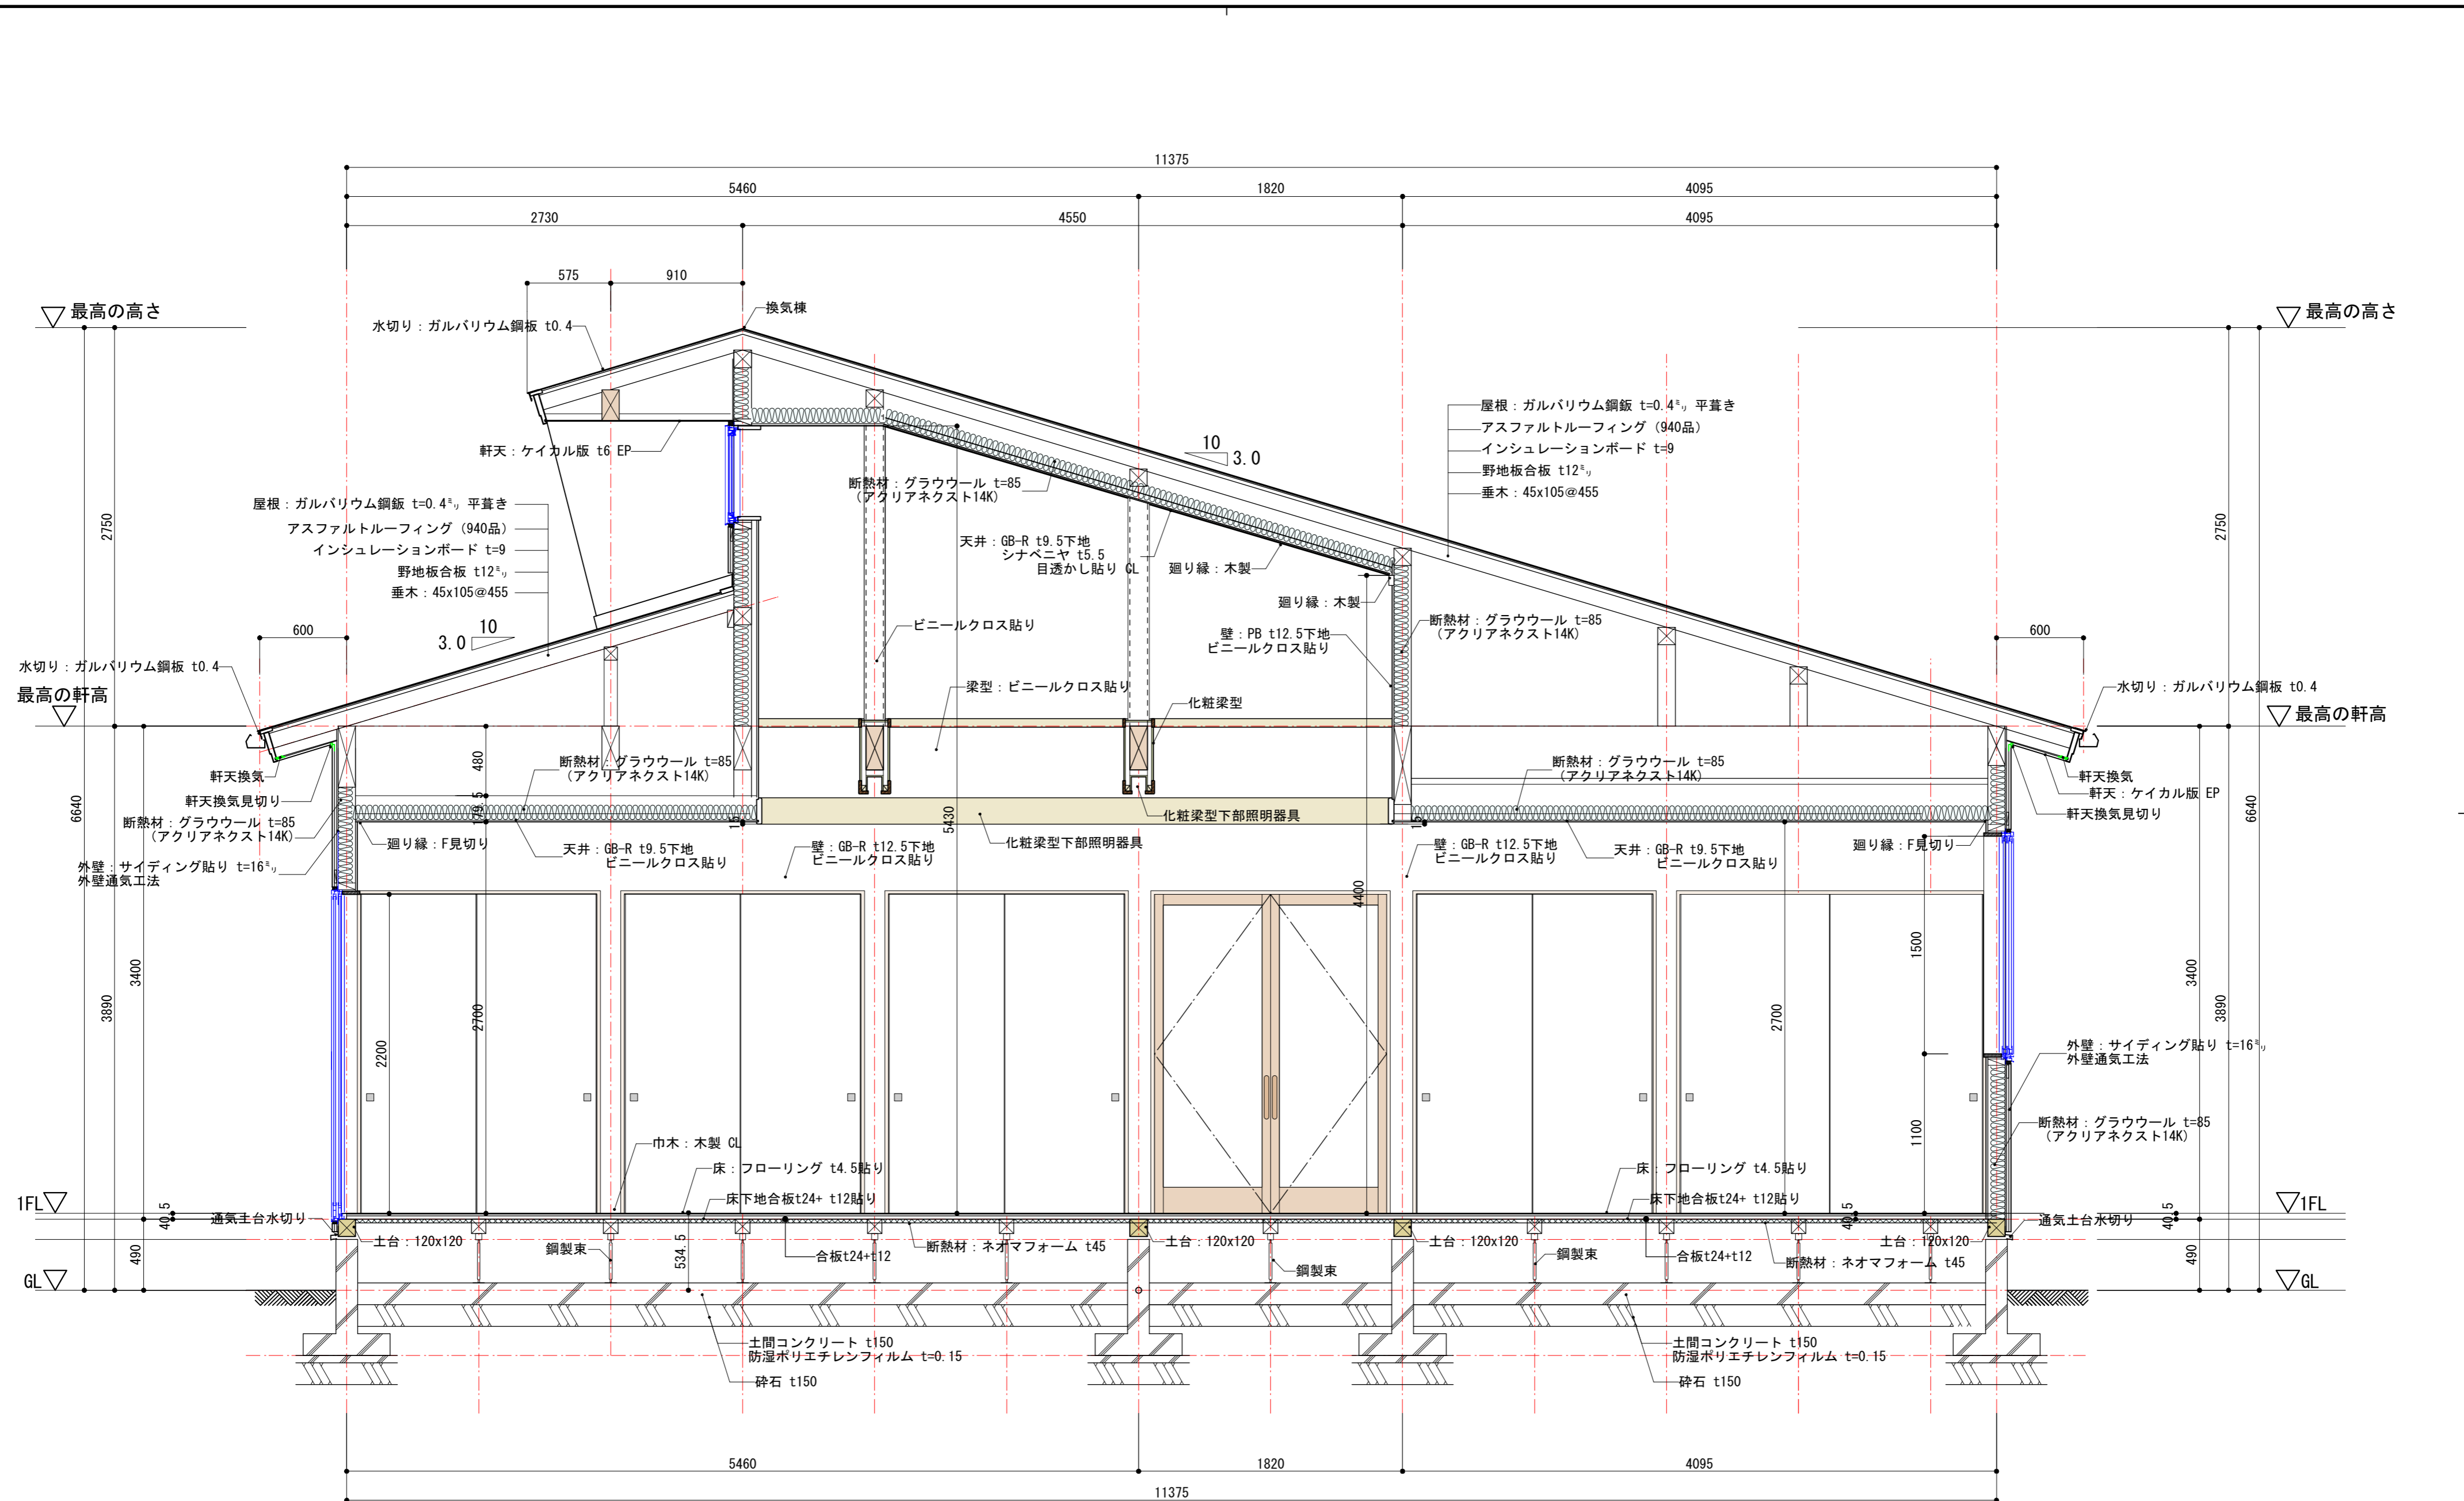 11375
5460 1820 4095
2730 4550 4095
575 910
換気棟
水切り：ガルバリウム鋼板 t0.4
▽ 最高の高さ
▽ 最高の高さ
軒天：ケイカル版 t6 EP
10
3.0
屋根：ガルバリウム鋼鈑 t=0.4㍉ 平葺き
アスファルトルーフィング（940品）
インシュレーションボード t=9
野地板合板 t12㍉
垂木：45x105@455
断熱材：グラウウール t=85
（アクリアネクスト14K）
屋根：ガルバリウム鋼鈑 t=0.4㍉ 平葺き
アスファルトルーフィング（940品）
インシュレーションボード t=9
野地板合板 t12㍉
垂木：45x105@455
天井：GB-R t9.5下地
シナベニヤ t5.5
目透かし貼り CL
廻り縁：木製
廻り縁：木製
2750
2750
600
10
3.0
ビニールクロス貼り
壁：PB t12.5下地
ビニールクロス貼り
断熱材：グラウウール t=85
（アクリアネクスト14K）
600
水切り：ガルバリウム鋼板 t0.4
最高の軒高
梁型：ビニールクロス貼り
化粧梁型
水切り：ガルバリウム鋼板 t0.4
最高の軒高
軒天換気
軒天換気見切り
断熱材：グラウウール t=85
（アクリアネクスト14K）
480
179.5
断熱材：グラウウール t=85
（アクリアネクスト14K）
断熱材：グラウウール t=85
（アクリアネクスト14K）
軒天換気
軒天：ケイカル版 EP
軒天換気見切り
6640
6640
15
5430
15
化粧梁型下部照明器具
化粧梁型下部照明器具
廻り縁：F見切り
天井：GB-R t9.5下地
ビニールクロス貼り
壁：GB-R t12.5下地
ビニールクロス貼り
壁：GB-R t12.5下地
ビニールクロス貼り
天井：GB-R t9.5下地
ビニールクロス貼り
廻り縁：F見切り
外壁：サイディング貼り t=16㍉
外壁通気工法
4400
3400
3890
2200
2700
2700
1500
1100
3400
3890
外壁：サイディング貼り t=16㍉
外壁通気工法
断熱材：グラウウール t=85
（アクリアネクスト14K）
巾木：木製 CL
床：フローリング t4.5貼り
床下地合板t24+ t12貼り
床：フローリング t4.5貼り
床下地合板t24+ t12貼り
1FL
40.5
通気土台水切り
土台：120x120
鋼製束
534.5
合板t24+t12
断熱材：ネオマフォーム t45
土台：120x120
鋼製束
土台：120x120
40.5
鋼製束
合板t24+t12
断熱材：ネオマフォーム t45
土台：120x120
通気土台水切り
40.5
1FL
490
490
GL
GL
土間コンクリート t150
防湿ポリエチレンフィルム t=0.15
砕石 t150
土間コンクリート t150
防湿ポリエチレンフィルム t=0.15
砕石 t150
5460 1820 4095
11375